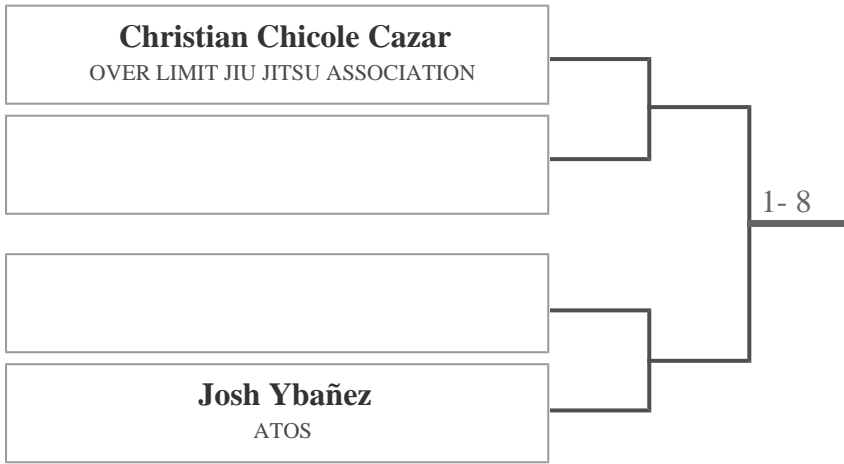 Christian Chicole Cazar
OVER LIMIT JIU JITSU ASSOCIATION
1- 8
Josh Ybañez
ATOS